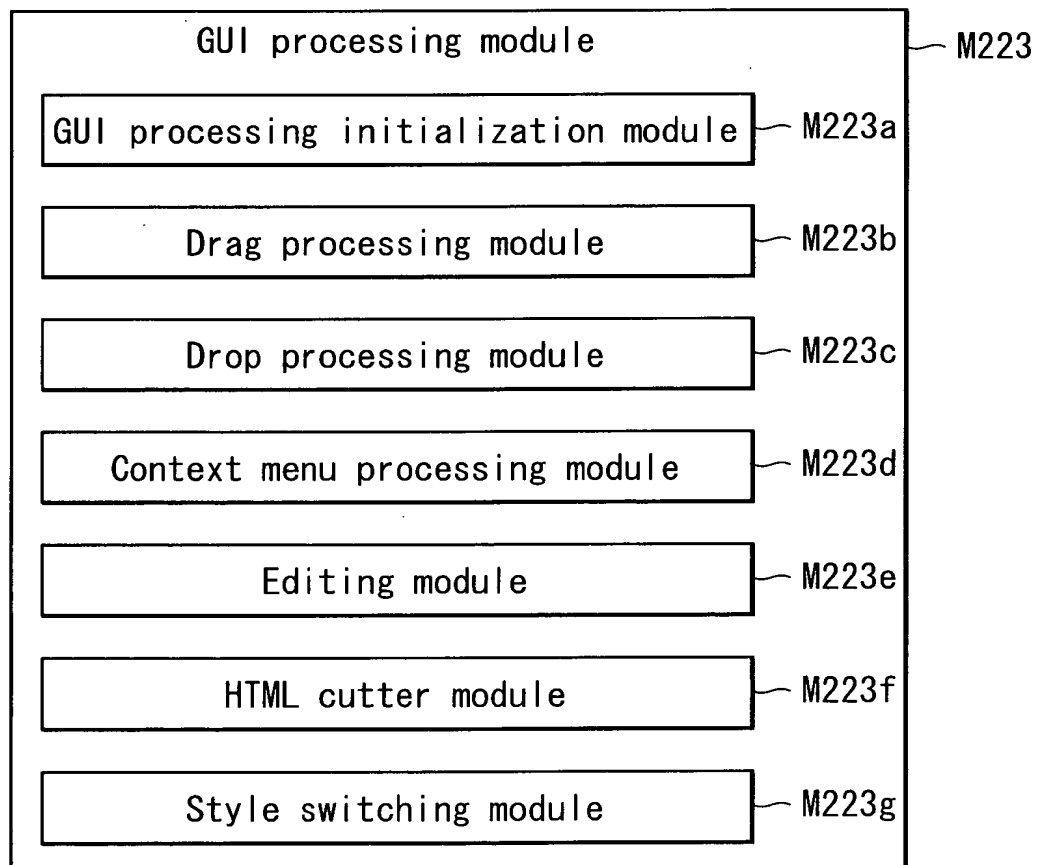 GUI processing module
M223
GUI processing initialization module
M223a
Drag processing module
M223b
Drop processing module
M223c
Context menu processing module
M223d
Editing module
M223e
HTML cutter module
M223f
Style switching module
M223g